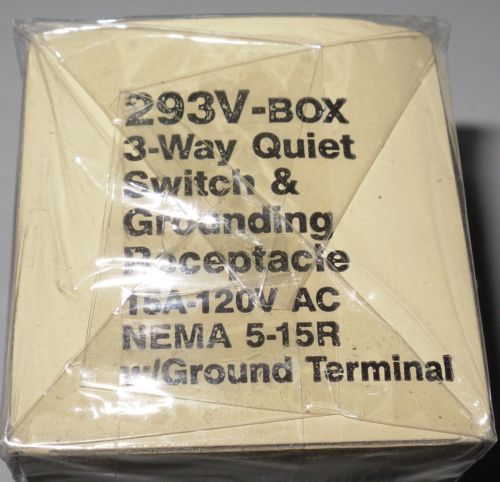 293V-BOX
3-Way Quiet
Switch &
Grounding
Receptacle
15A-120V AC
NEMA 5-15R
w/Ground Terminal